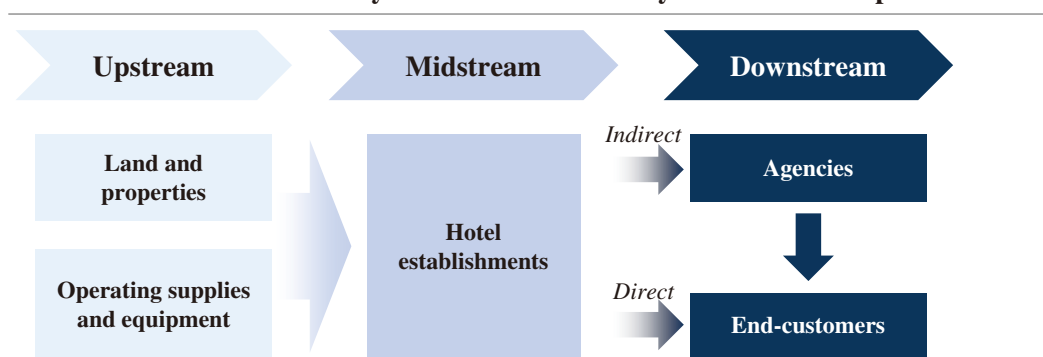 Upstream
Midstream
Downstream
Land and
properties
Operating supplies
and equipment
Hotel
establishments
Indirect
Agencies
Direct
End-customers